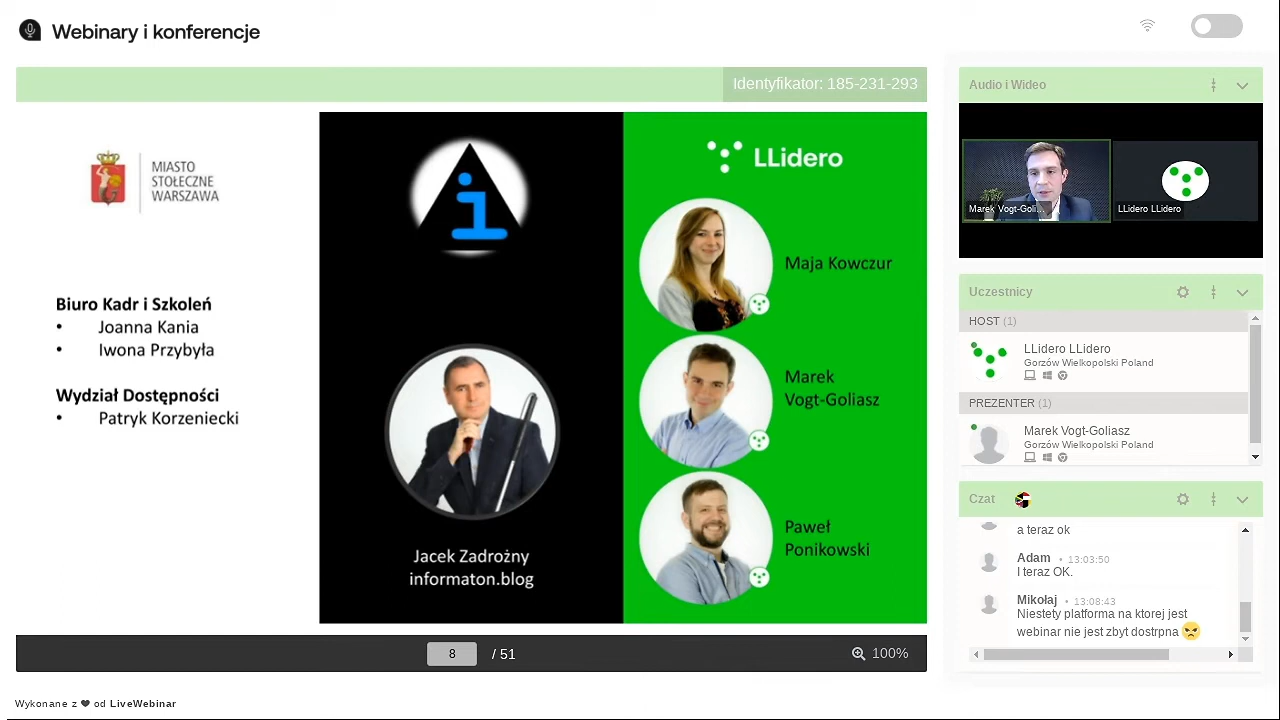 Webinary i konferencje
Identyfikator: 185-231-293
MIASTO
STOŁECZNE
WARSZAWA
Biuro Kadr i Szkoleń
• Joanna Kania
• Iwona Przybyła
Wydział Dostępności
• Patryk Korzeniecki
i
Jacek Zadrożny
informaton.blog
LLidero
Maja Kowczur
Marek
Vogt-Goliasz
Paweł
Ponikowski
8 / 51
100%
Wykonane z ❤ od LiveWebinar
Audio i Wideo
Marek Vogt-Golia...
LLidero LLidero
Uczestnicy
HOST (1)
LLidero LLidero
Gorzów Wielkopolski Poland
PREZENTER (1)
Marek Vogt-Goliasz
Gorzów Wielkopolski Poland
Czat
a teraz ok
Adam • 13:03:50
I teraz OK.
Mikołaj • 13:08:43
Niestety platforma na ktorej jest
webinar nie jest zbyt dostrpna 😠